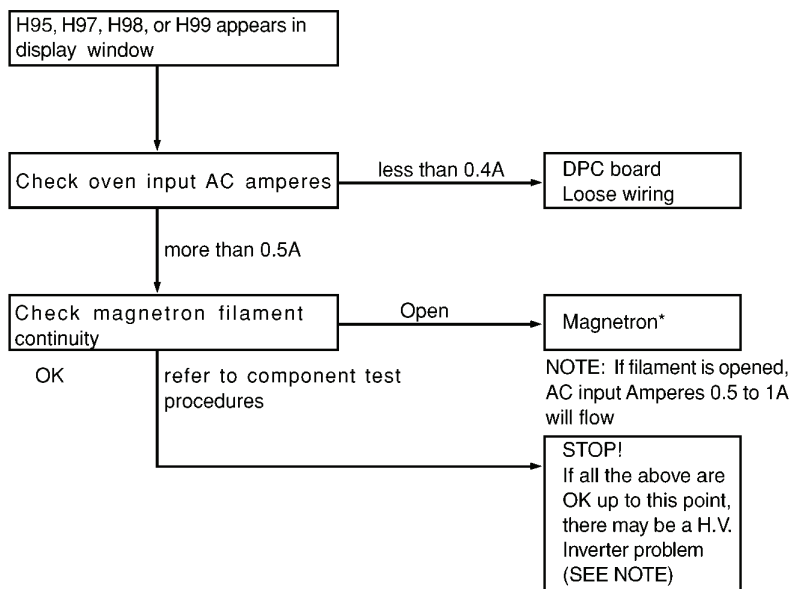 H95, H97, H98, or H99 appears in
display window
Check oven input AC amperes
less than 0.4A
DPC board
Loose wiring
more than 0.5A
Check magnetron filament
continuity
Open
Magnetron*
NOTE: If filament is opened,
AC input Amperes 0.5 to 1A
will flow
OK
refer to component test
procedures
STOP!
If all the above are
OK up to this point,
there may be a H.V.
Inverter problem
(SEE NOTE)